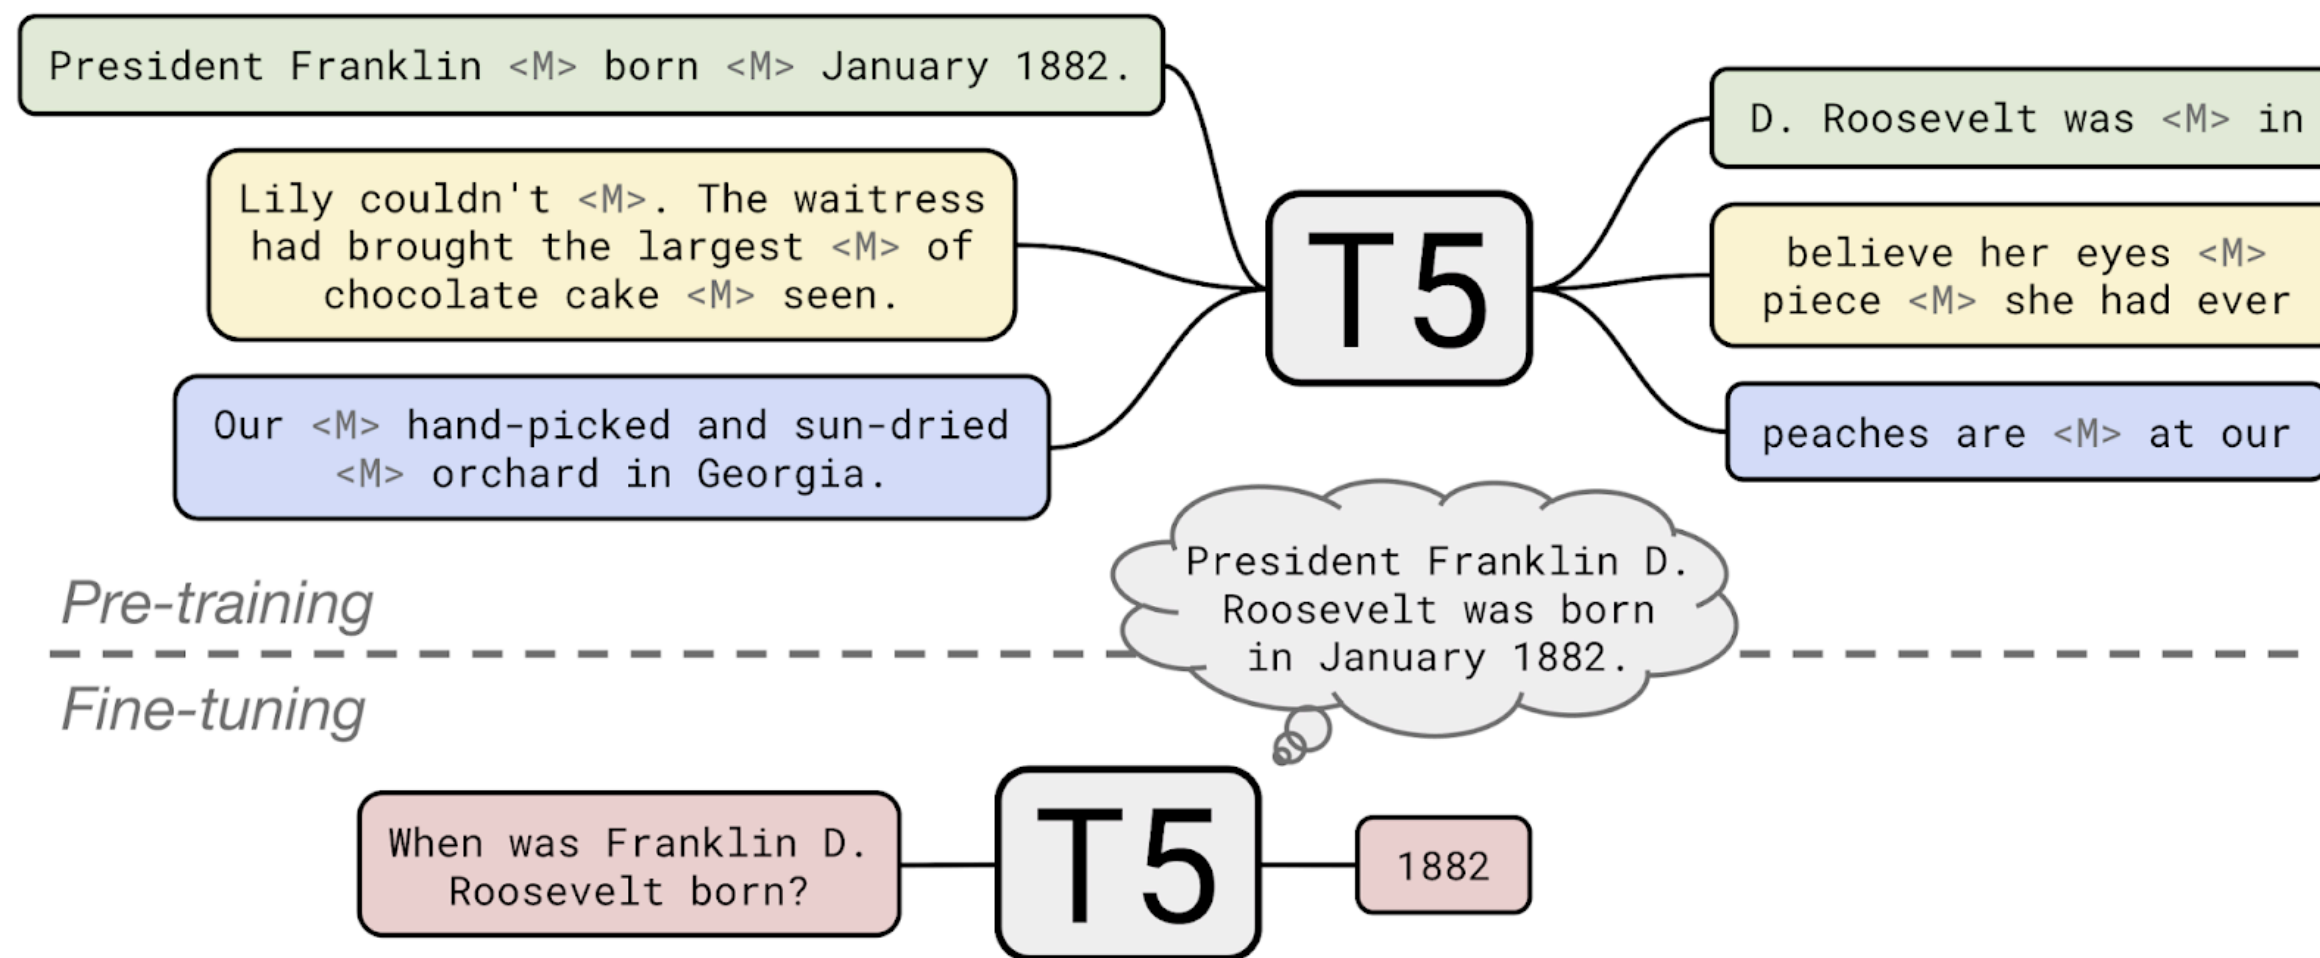 President Franklin <M> born <M> January 1882.
Lily couldn't <M>. The waitress
had brought the largest <M> of
chocolate cake <M> seen.
Our <M> hand-picked and sun-dried
<M> orchard in Georgia.
T5
D. Roosevelt was <M> in
believe her eyes <M>
piece <M> she had ever
peaches are <M> at our
President Franklin D.
Roosevelt was born
in January 1882.
Pre-training
Fine-tuning
When was Franklin D.
Roosevelt born?
T5
1882